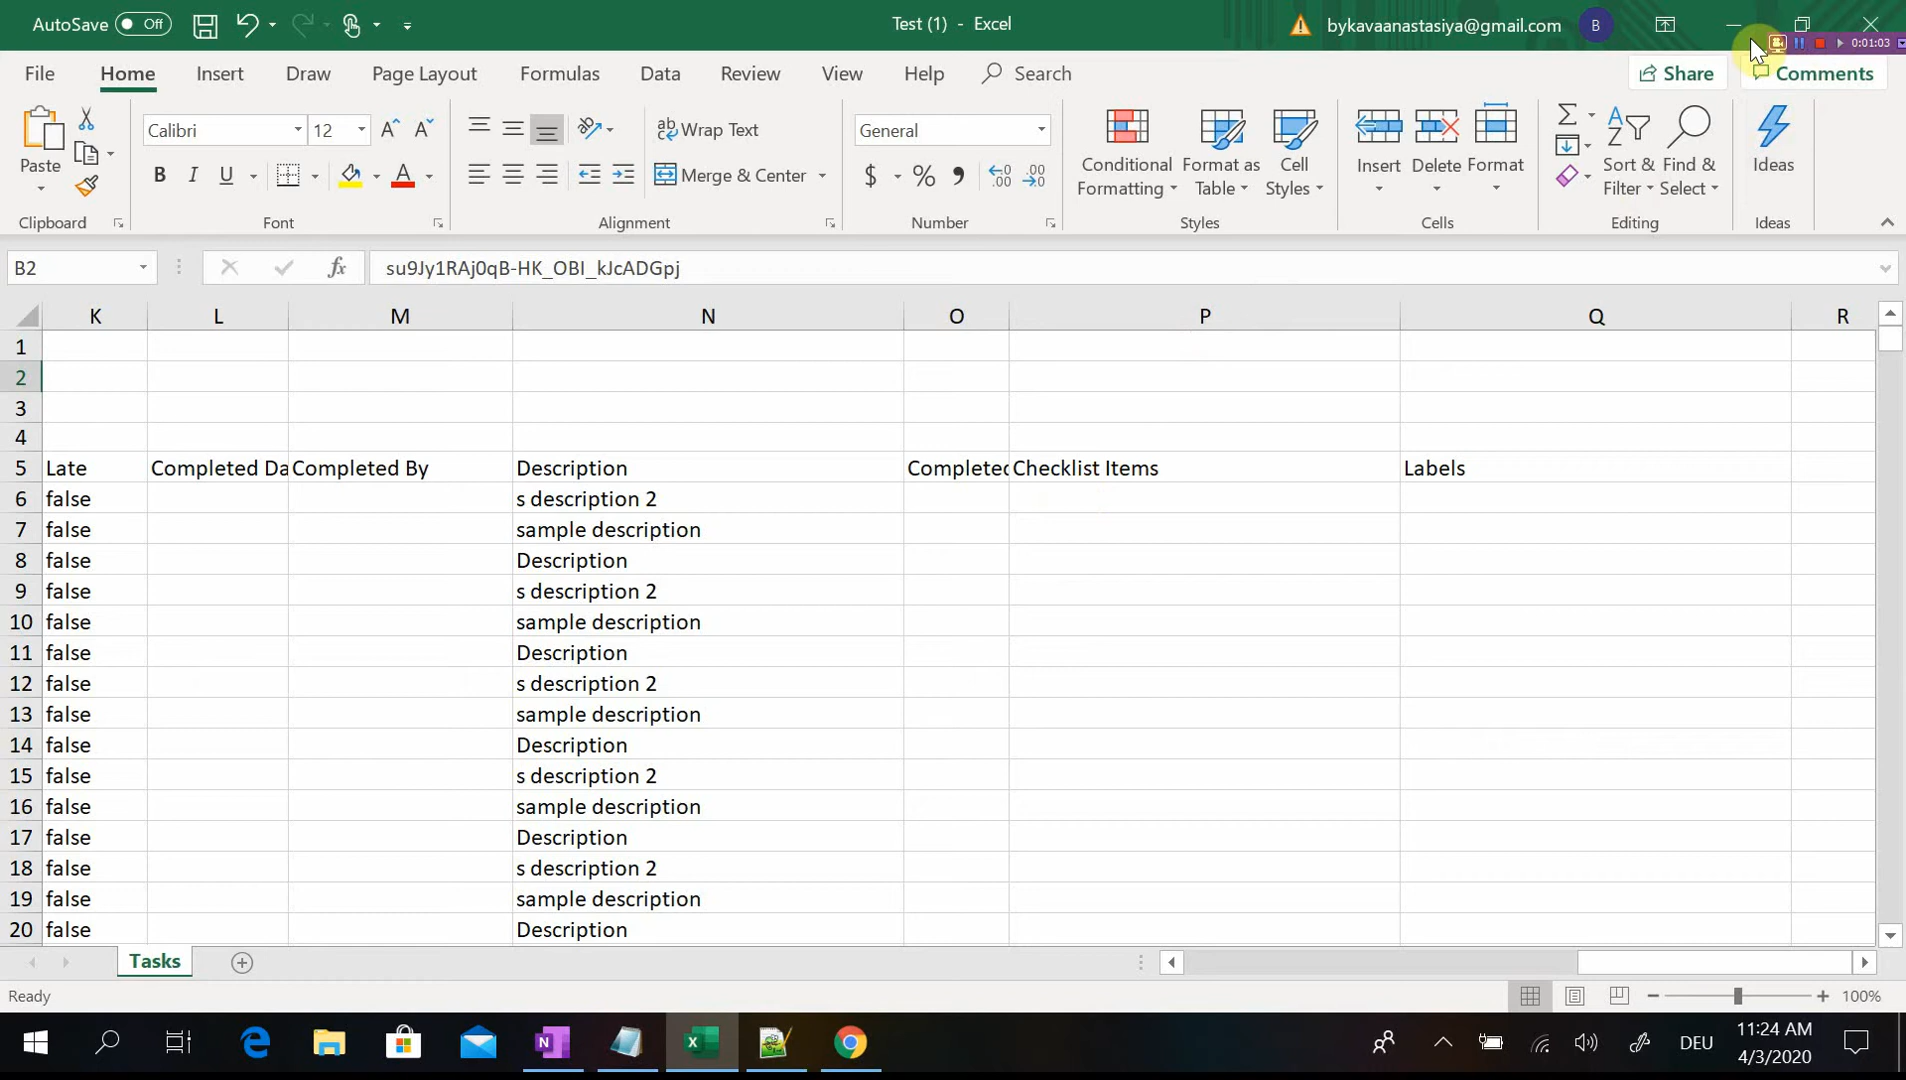 AutoSave Off Test (1) - Excel bykavaanastasiya@gmail.com B
0:01:03
File Home Insert Draw Page Layout Formulas Data Review View Help Search Share Comments
Calibri 12 Wrap Text General
Paste B I U Merge & Center $ % Conditional Formatting Format as Table Cell Styles Insert Delete Format Sort & Filter Find & Select Ideas
Clipboard Font Alignment Number Styles Cells Editing Ideas
B2 fx su9Jy1RAj0qB-HK_OBI_kJcADGpj
K L M N O P Q R
1
2
3
4
5 Late Completed Da Completed By Description Completed Checklist Items Labels
6 false s description 2
7 false sample description
8 false Description
9 false s description 2
10 false sample description
11 false Description
12 false s description 2
13 false sample description
14 false Description
15 false s description 2
16 false sample description
17 false Description
18 false s description 2
19 false sample description
20 false Description
Tasks
Ready 100%
DEU 11:24 AM
4/3/2020